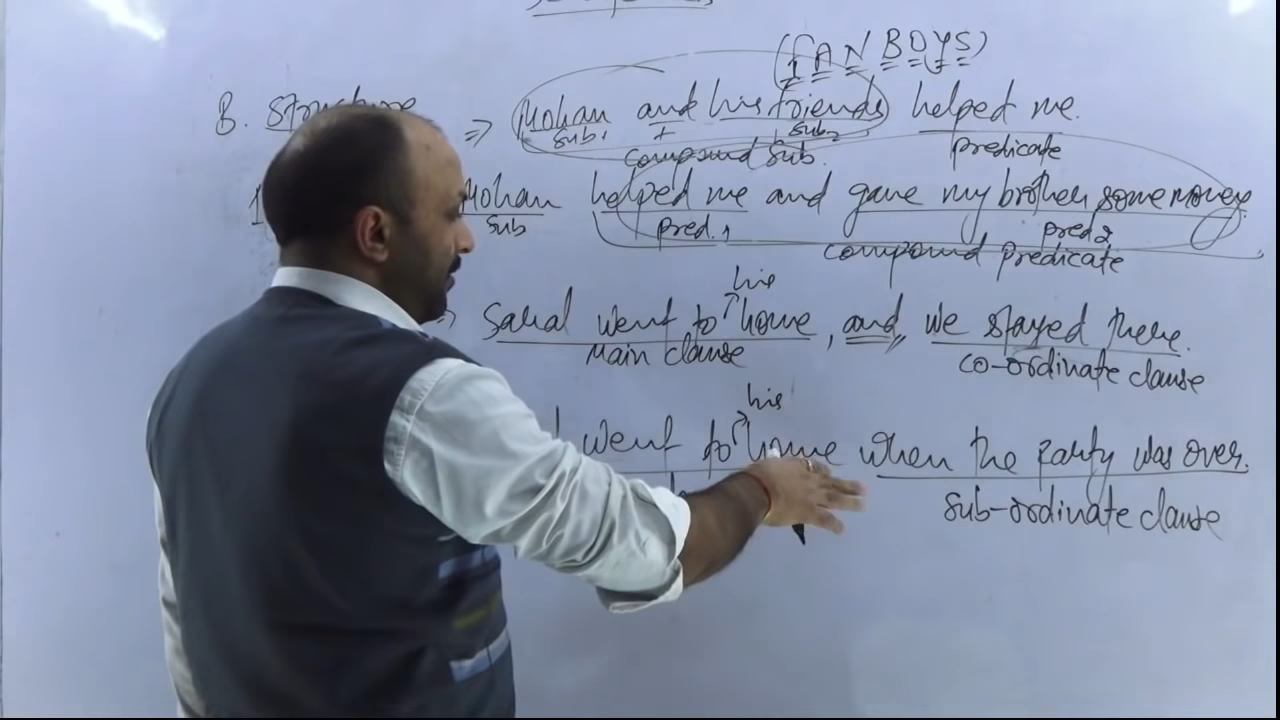 (F A N B O Y S)
B. Structure
⇒ Mohan and his friends helped me.
sub1 + sub2
compound sub. predicate
1 Mohan helped me and gave my brother some money.
sub pred.1 pred2
compound predicate
his
⇒ Sahal went to home, and we stayed there.
Main clause co-ordinate clause
his
went to home when the party was over.
sub-ordinate clause